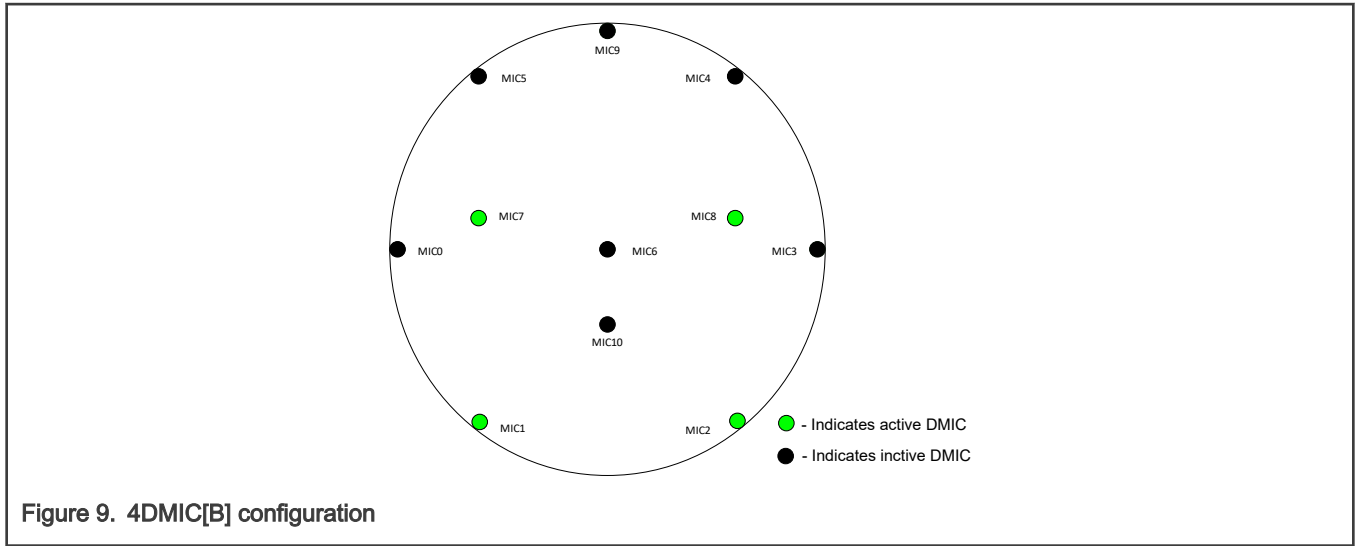 MIC9
MIC5
MIC4
MIC7
MIC8
MIC0
MIC6
MIC3
MIC10
MIC1
MIC2
- Indicates active DMIC
- Indicates inctive DMIC
Figure 9. 4DMIC[B] configuration